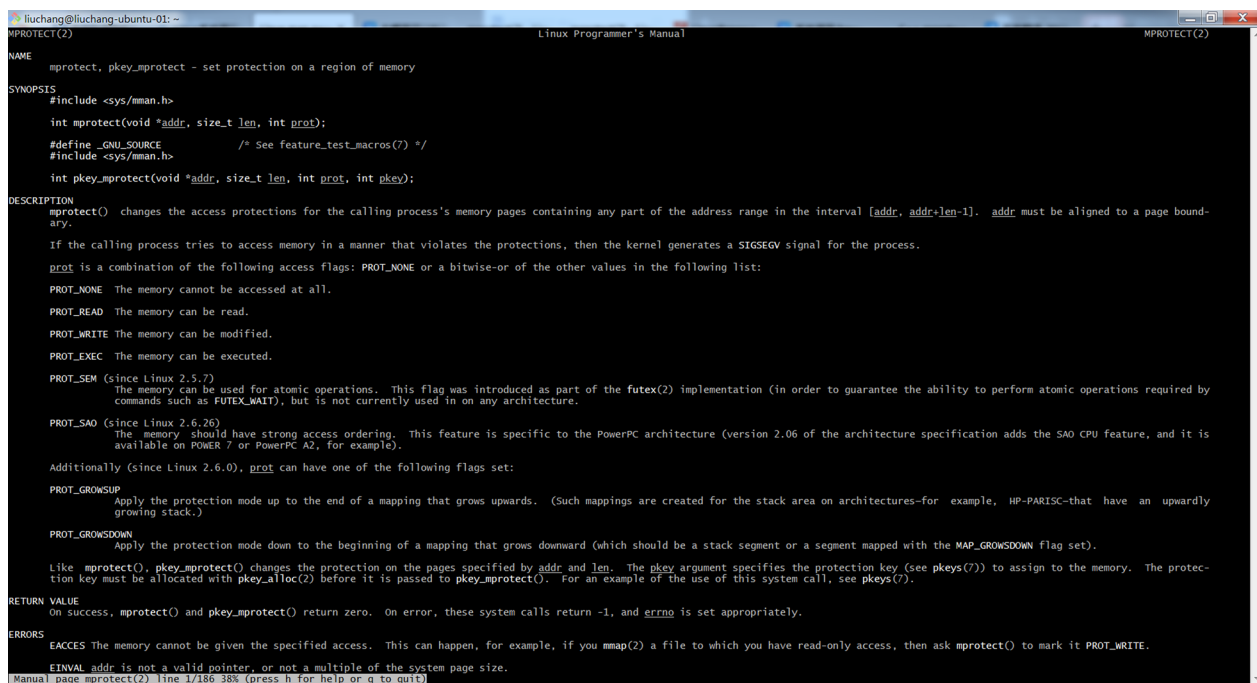 liuchang@liuchang-ubuntu-01: ~
MPROTECT(2) Linux Programmer's Manual MPROTECT(2)
NAME
mprotect, pkey_mprotect - set protection on a region of memory
SYNOPSIS
#include <sys/mman.h>
int mprotect(void *addr, size_t len, int prot);
#define _GNU_SOURCE /* See feature_test_macros(7) */
#include <sys/mman.h>
int pkey_mprotect(void *addr, size_t len, int prot, int pkey);
DESCRIPTION
mprotect() changes the access protections for the calling process's memory pages containing any part of the address range in the interval [addr, addr+len-1]. addr must be aligned to a page bound-
ary.
If the calling process tries to access memory in a manner that violates the protections, then the kernel generates a SIGSEGV signal for the process.
prot is a combination of the following access flags: PROT_NONE or a bitwise-or of the other values in the following list:
PROT_NONE The memory cannot be accessed at all.
PROT_READ The memory can be read.
PROT_WRITE The memory can be modified.
PROT_EXEC The memory can be executed.
PROT_SEM (since Linux 2.5.7)
The memory can be used for atomic operations. This flag was introduced as part of the futex(2) implementation (in order to guarantee the ability to perform atomic operations required by
commands such as FUTEX_WAIT), but is not currently used in on any architecture.
PROT_SAO (since Linux 2.6.26)
The memory should have strong access ordering. This feature is specific to the PowerPC architecture (version 2.06 of the architecture specification adds the SAO CPU feature, and it is
available on POWER 7 or PowerPC A2, for example).
Additionally (since Linux 2.6.0), prot can have one of the following flags set:
PROT_GROWSUP
Apply the protection mode up to the end of a mapping that grows upwards. (Such mappings are created for the stack area on architectures—for example, HP-PARISC—that have an upwardly
growing stack.)
PROT_GROWSDOWN
Apply the protection mode down to the beginning of a mapping that grows downward (which should be a stack segment or a segment mapped with the MAP_GROWSDOWN flag set).
Like mprotect(), pkey_mprotect() changes the protection on the pages specified by addr and len. The pkey argument specifies the protection key (see pkeys(7)) to assign to the memory. The protec-
tion key must be allocated with pkey_alloc(2) before it is passed to pkey_mprotect(). For an example of the use of this system call, see pkeys(7).
RETURN VALUE
On success, mprotect() and pkey_mprotect() return zero. On error, these system calls return -1, and errno is set appropriately.
ERRORS
EACCES The memory cannot be given the specified access. This can happen, for example, if you mmap(2) a file to which you have read-only access, then ask mprotect() to mark it PROT_WRITE.
EINVAL addr is not a valid pointer, or not a multiple of the system page size.
Manual page mprotect(2) line 1/186 38% (press h for help or q to quit)